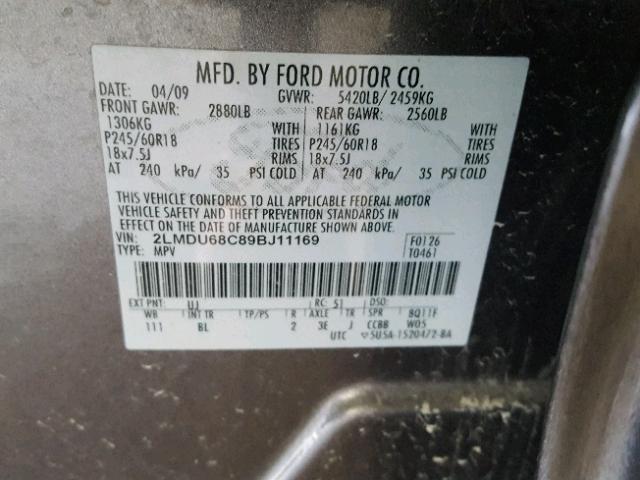 MFD. BY FORD MOTOR CO.
DATE: 04/09 GVWR: 5420LB/ 2459KG
FRONT GAWR: 2880LB REAR GAWR: 2560LB
1306KG WITH 1161KG WITH
P245/60R18 TIRES P245/60R18 TIRES
18x7.5J RIMS 18x7.5J RIMS
AT 240 kPa/ 35 PSI COLD AT 240 kPa/ 35 PSI COLD
THIS VEHICLE CONFORMS TO ALL APPLICABLE FEDERAL MOTOR
VEHICLE SAFETY AND THEFT PREVENTION STANDARDS IN
EFFECT ON THE DATE OF MANUFACTURE SHOWN ABOVE.
VIN: 2LMDU68C89BJ11169 F0126
TYPE: MPV T0461
EXT PNT: UJ RC: 51 DSO:
WB INT TR TP/PS R AXLE TR SPR 8Q11F
111 BL 2 3E J CCBB W05
UTC 5U5A-1520472-BA